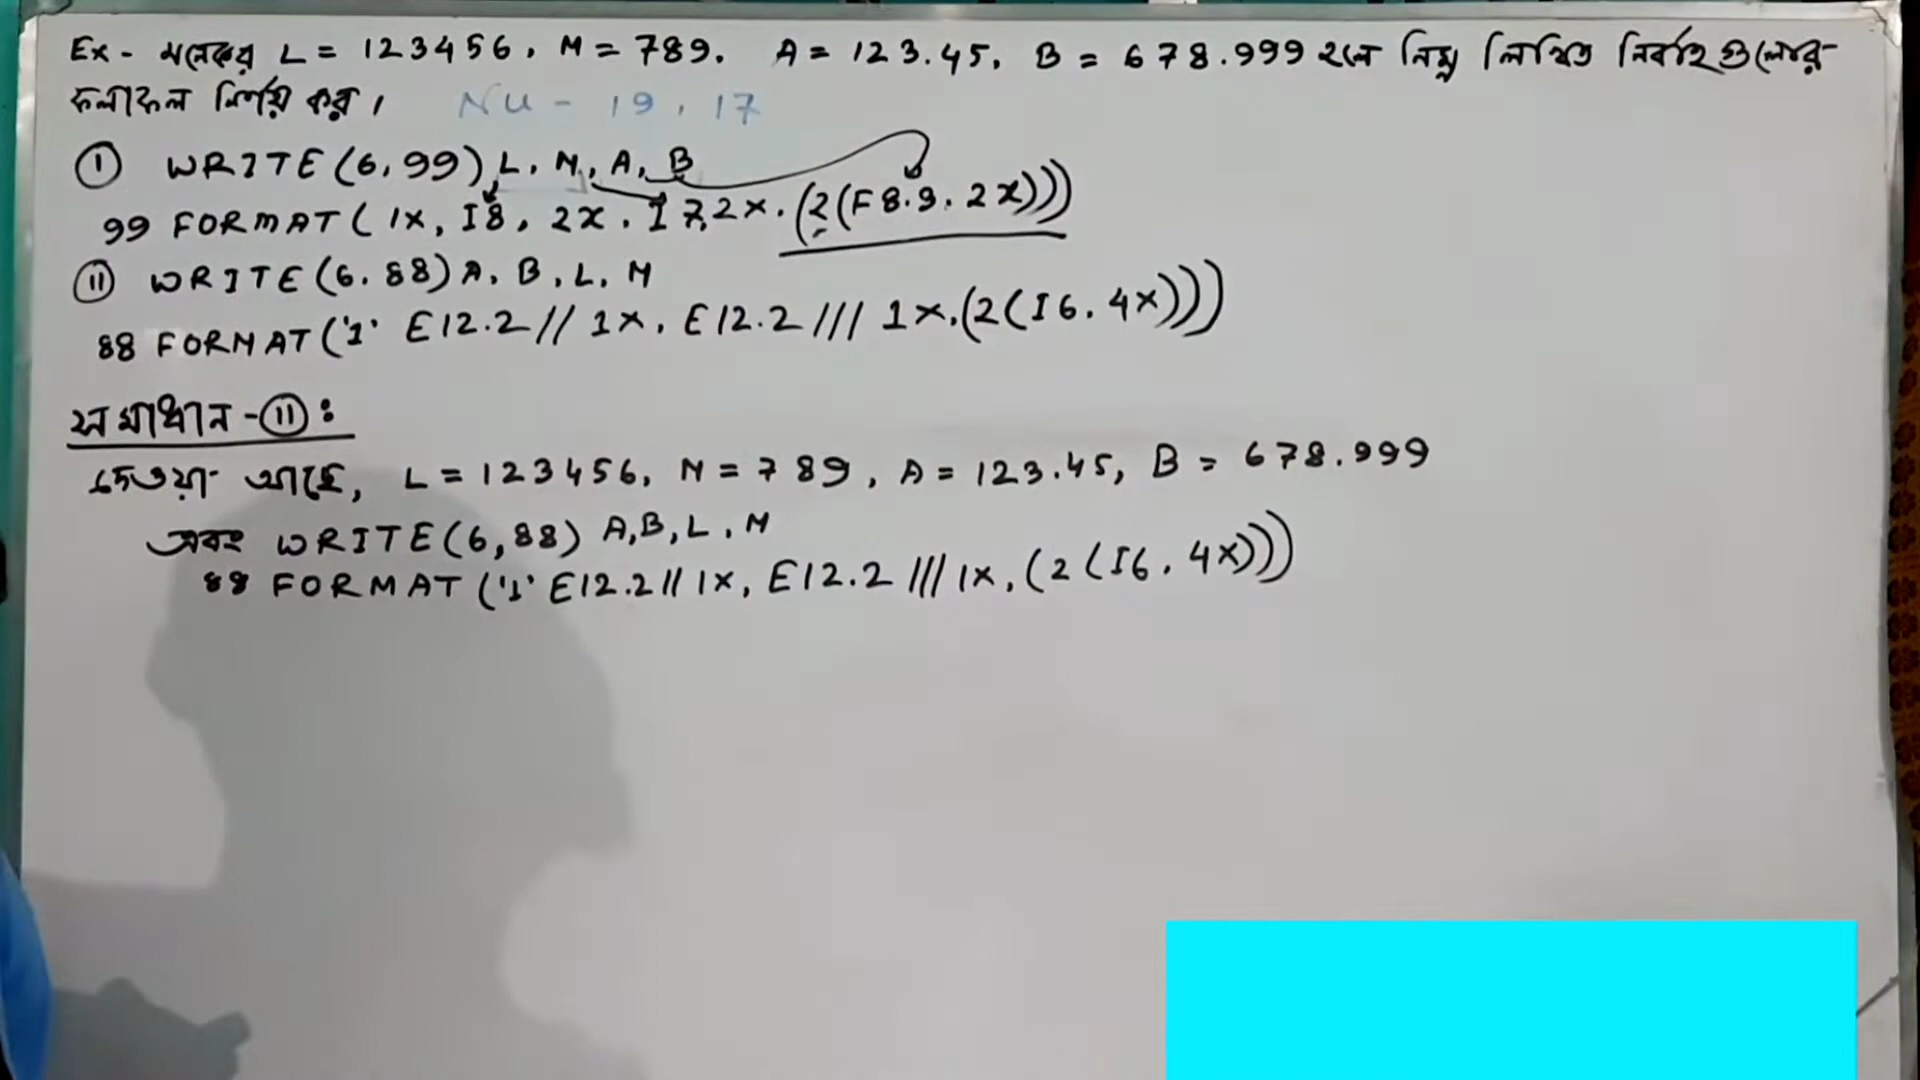 Ex - মনেকর L = 123456, M = 789. A = 123.45, B = 678.999 হলে নিম্ন লিখিত নির্বাহগুলোর
ফলাফল নির্ণয় কর।  NU - 19, 17
(i) WRITE(6,99) L, M, A, B
99 FORMAT(1X, I8, 2X, I7, 2X, (2(F8.3, 2X)))
(ii) WRITE(6.88) A, B, L, M
88 FORMAT('1' E12.2// 1X, E12.2/// 1X,(2(I6, 4X)))
সমাধান-(ii):
দেওয়া আছে, L = 123456, M = 789, A = 123.45, B = 678.999
এবং WRITE(6,88) A,B,L,M
88 FORMAT('1' E12.2// 1X, E12.2/// 1X,(2(I6, 4X)))